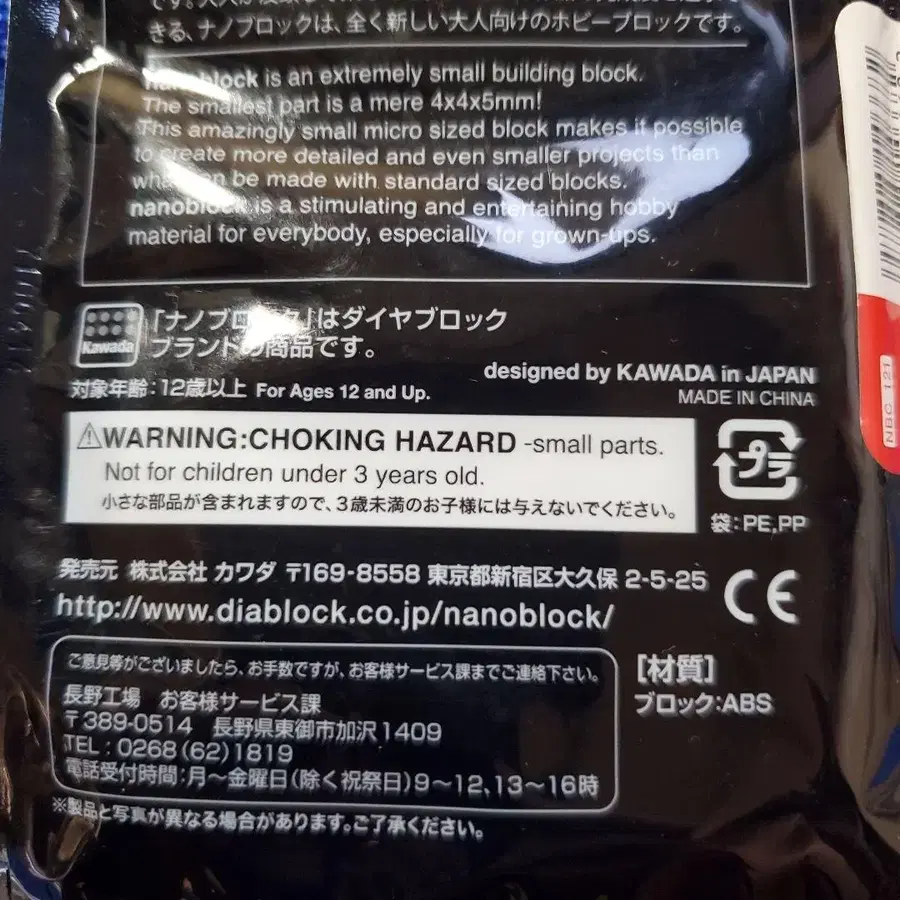 きる、ナノブロックは、全く新しい大人向けのホビーブロックです。
nanoblock is an extremely small building block.
The smallest part is a mere 4x4x5mm!
This amazingly small micro sized block makes it possible
to create more detailed and even smaller projects than
what can be made with standard sized blocks.
nanoblock is a stimulating and entertaining hobby
material for everybody, especially for grown-ups.
Kawada
「ナノブロック」はダイヤブロック
ブランドの商品です。
designed by KAWADA in JAPAN
MADE IN CHINA
対象年齢:12歳以上 For Ages 12 and Up.
⚠WARNING:CHOKING HAZARD -small parts.
Not for children under 3 years old.
小さな部品が含まれますので、3歳未満のお子様には与えないでください。
プラ
袋:PE,PP
NBC_121
発売元 株式会社 カワダ 〒169-8558 東京都新宿区大久保 2-5-25
http://www.diablock.co.jp/nanoblock/
CE
ご意見等がございましたら、お手数ですが、お客様サービス課までご連絡下さい。
長野工場 お客様サービス課
〒389-0514 長野県東御市加沢1409
TEL:0268(62)1819
電話受付時間:月〜金曜日(除く祝祭日)9〜12、13〜16時
[材質]
ブロック:ABS
※製品と写真が異なる場合があります。ご了承ください。